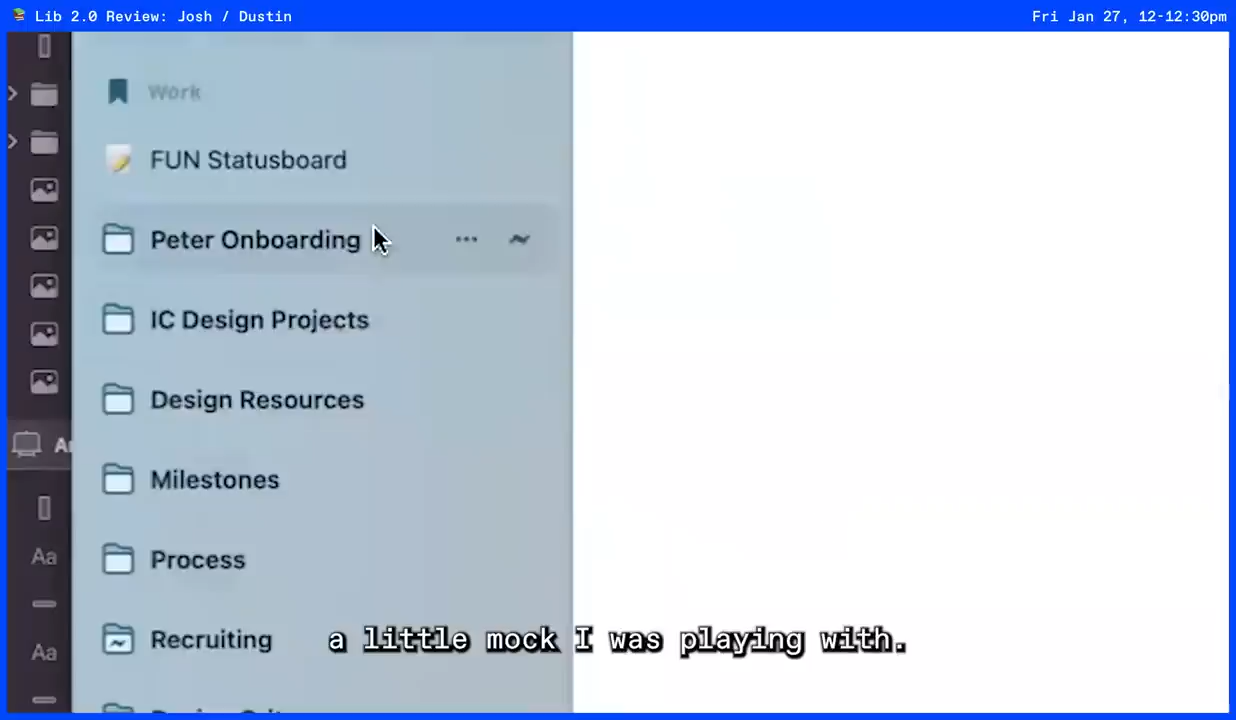 Lib 2.0 Review: Josh / Dustin
Fri Jan 27, 12-12:30pm
Work
FUN Statusboard
Peter Onboarding
IC Design Projects
Design Resources
Milestones
Process
Recruiting
a little mock I was playing with.
Aa
Aa